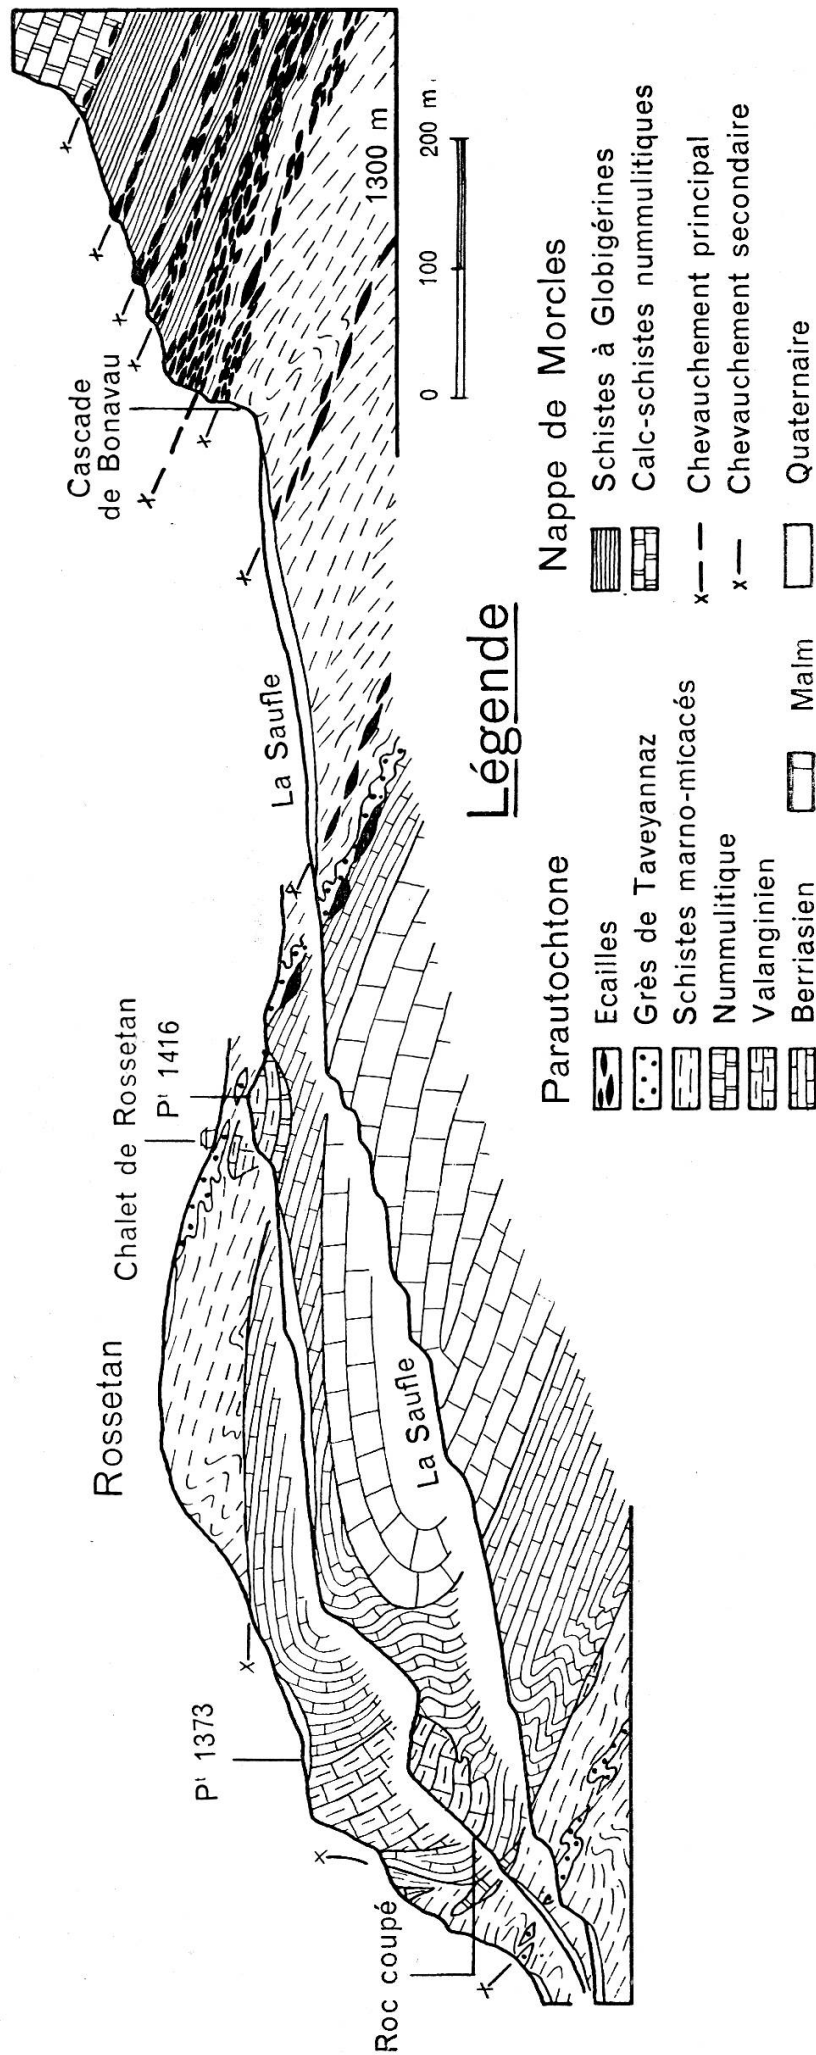 Rossetan
Chalet de Rossetan
Pt 1416
Pt 1373
Roc coupé
La Saufle
La Saufle
Cascade
de Bonavau
1300 m
0 100 200 m.
Légende
Parautochtone
Ecailles
Grès de Taveyannaz
Schistes marno-micacés
Nummulitique
Valanginien
Berriasien
Malm
Nappe de Morcles
Schistes à Globigérines
Calc-schistes nummulitiques
x Chevauchement principal
x Chevauchement secondaire
Quaternaire
x
x
x
x
x
x
x
x
x
x
x